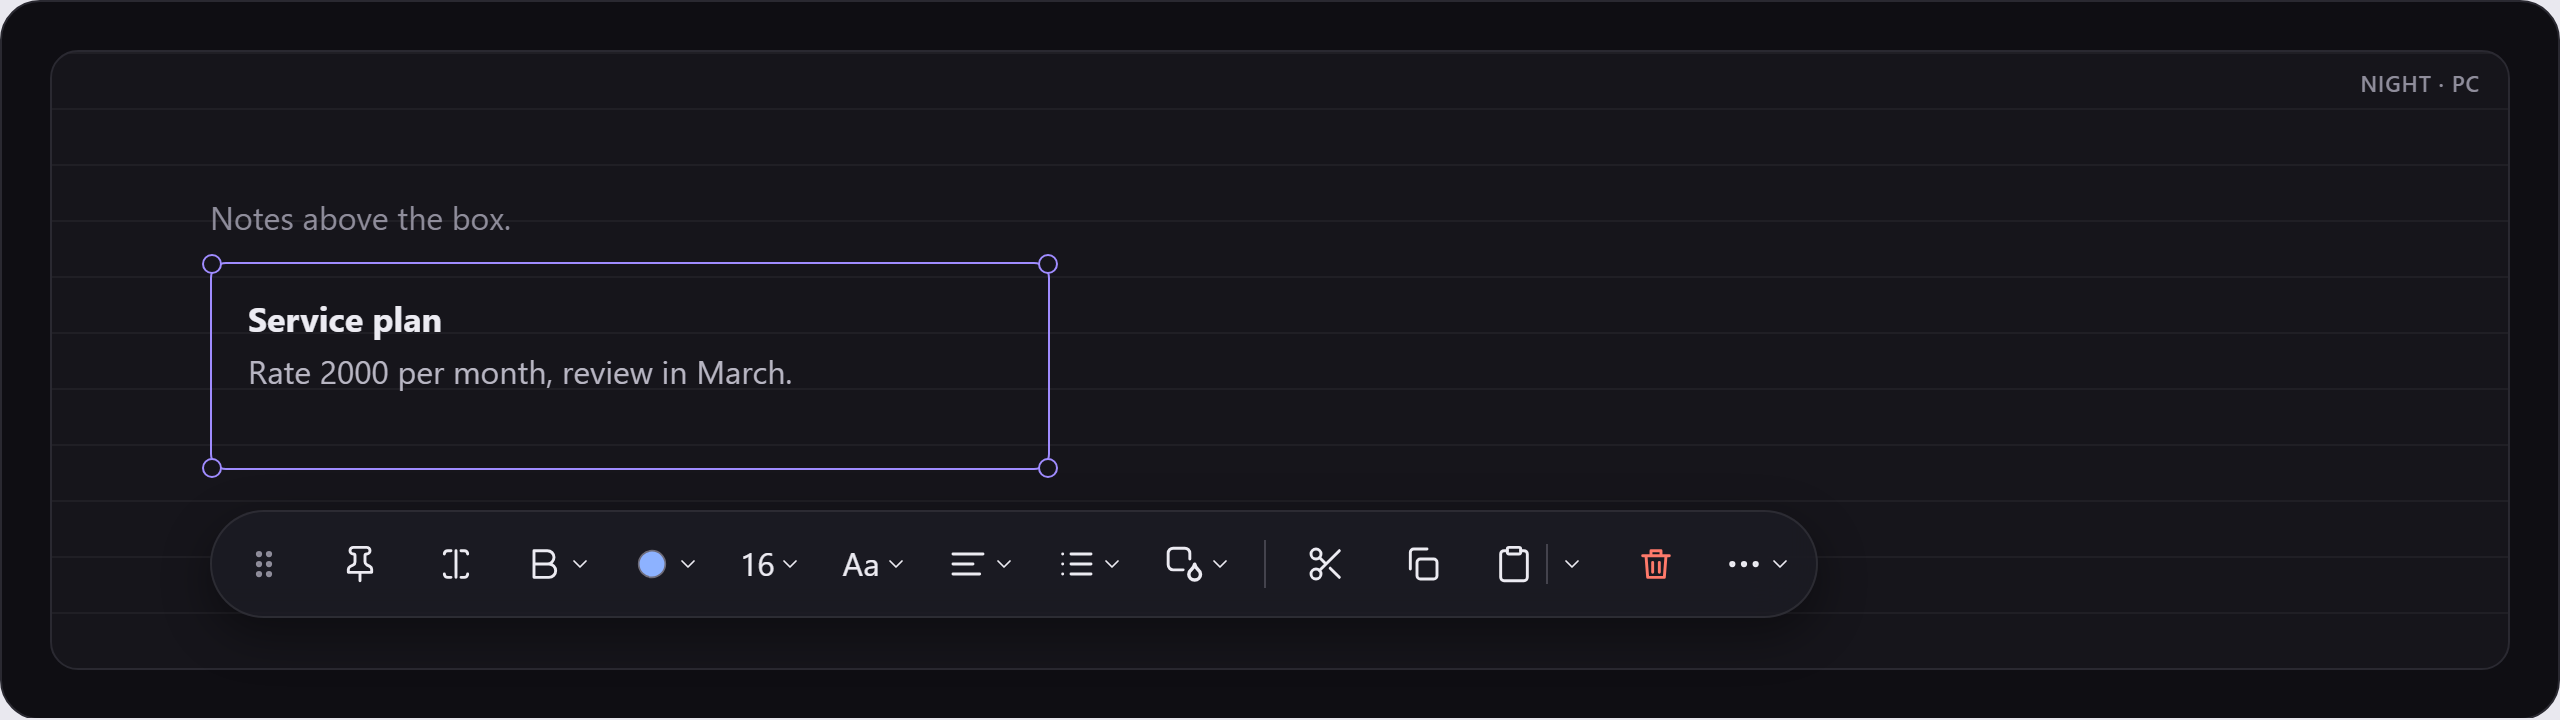 NIGHT · PC
Notes above the box.
Service plan
Rate 2000 per month, review in March.
16 Aa